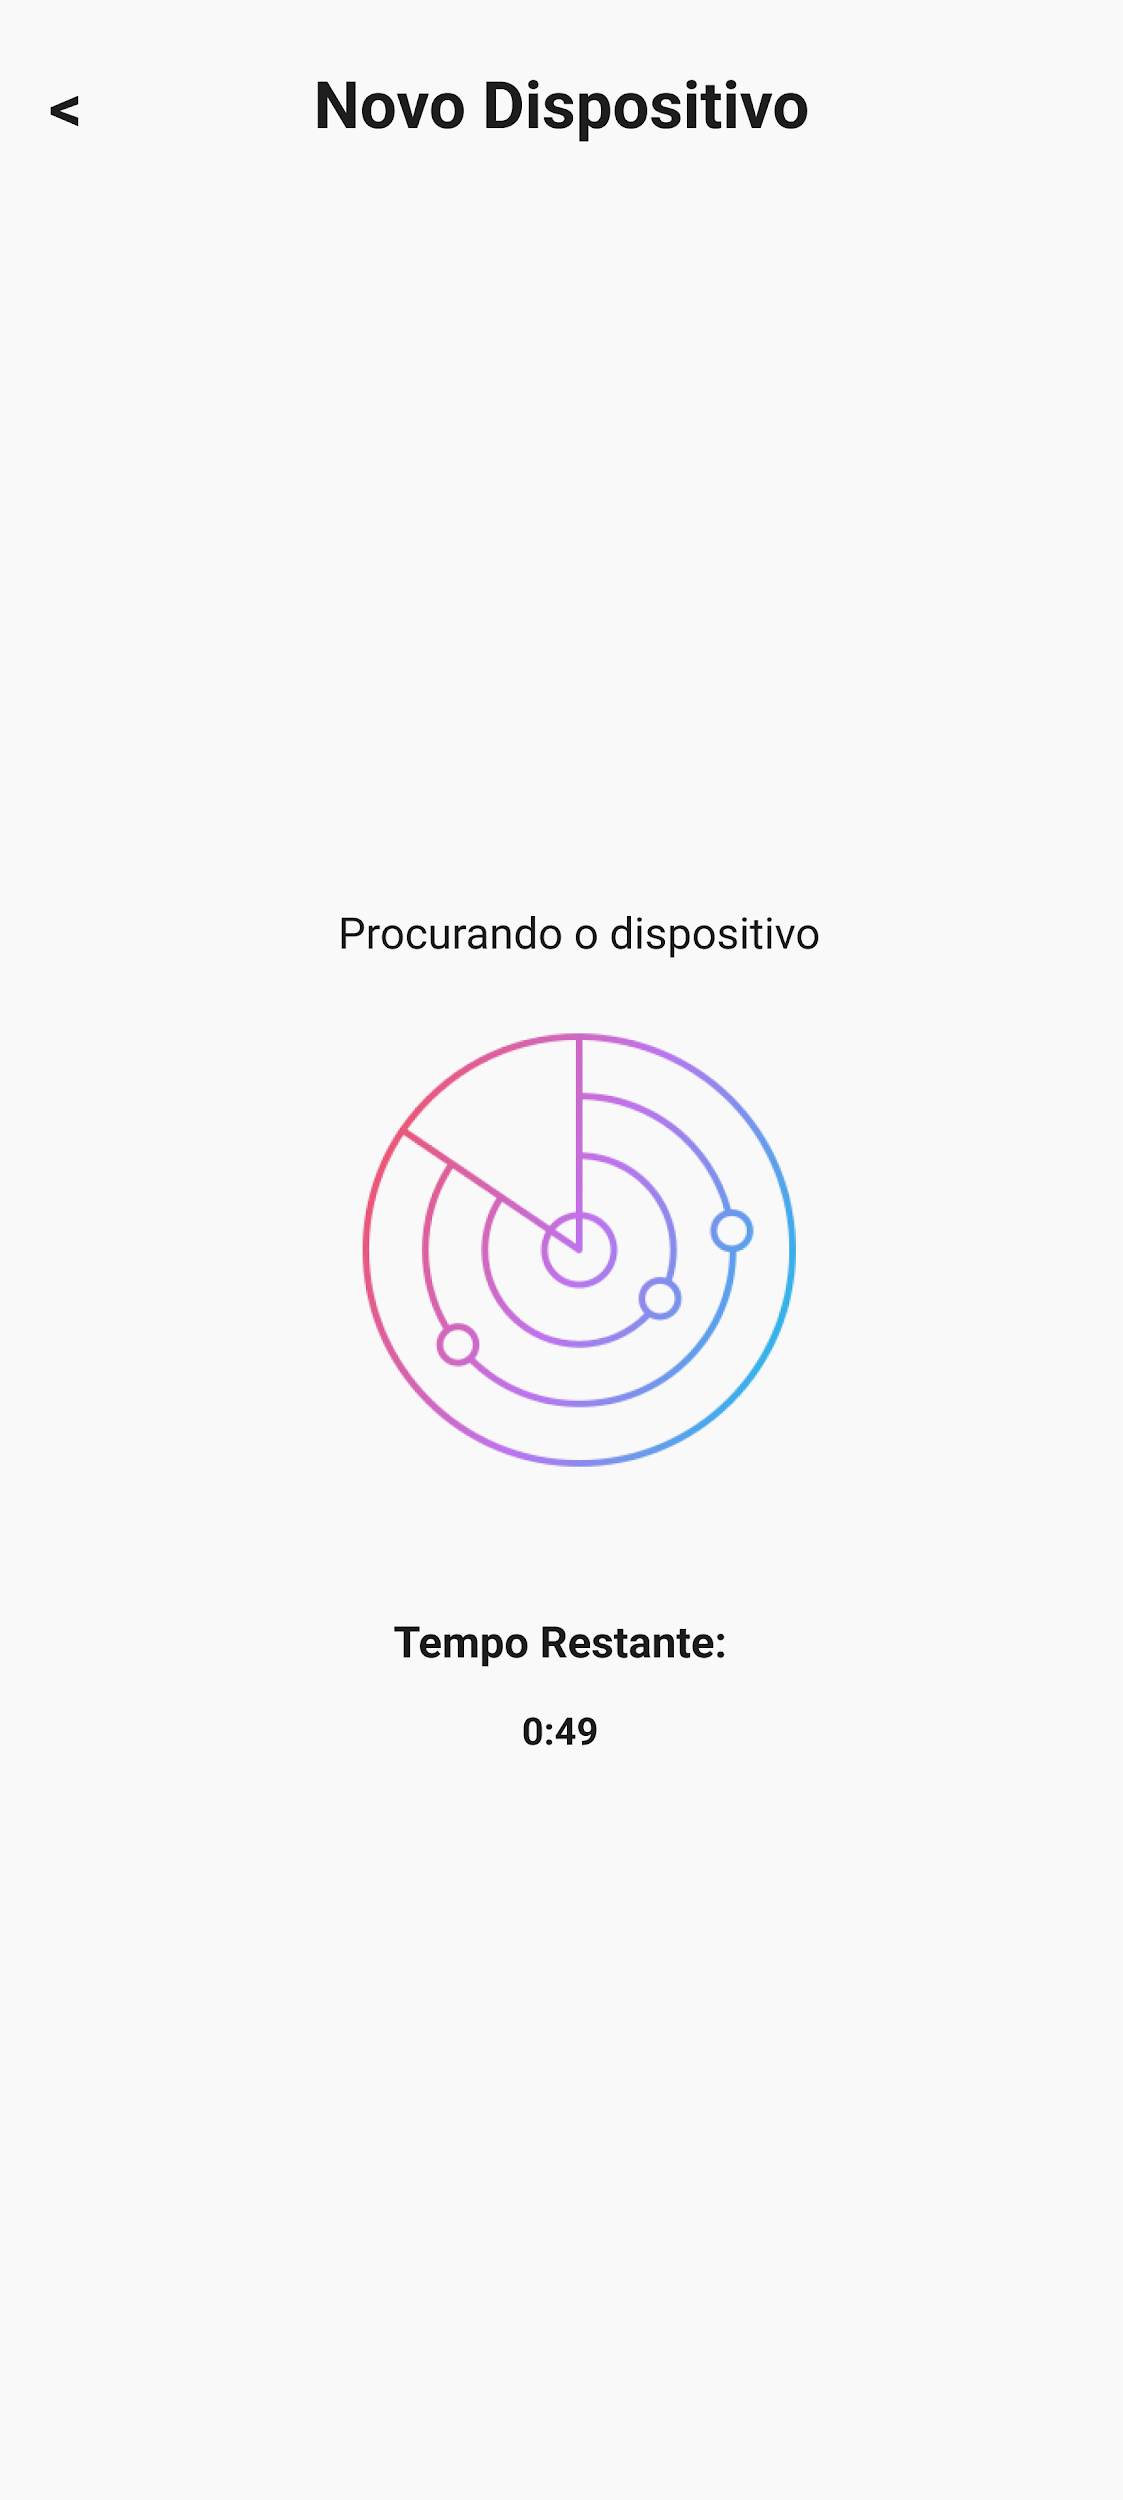 < Novo Dispositivo
Procurando o dispositivo
Tempo Restante:
0:49